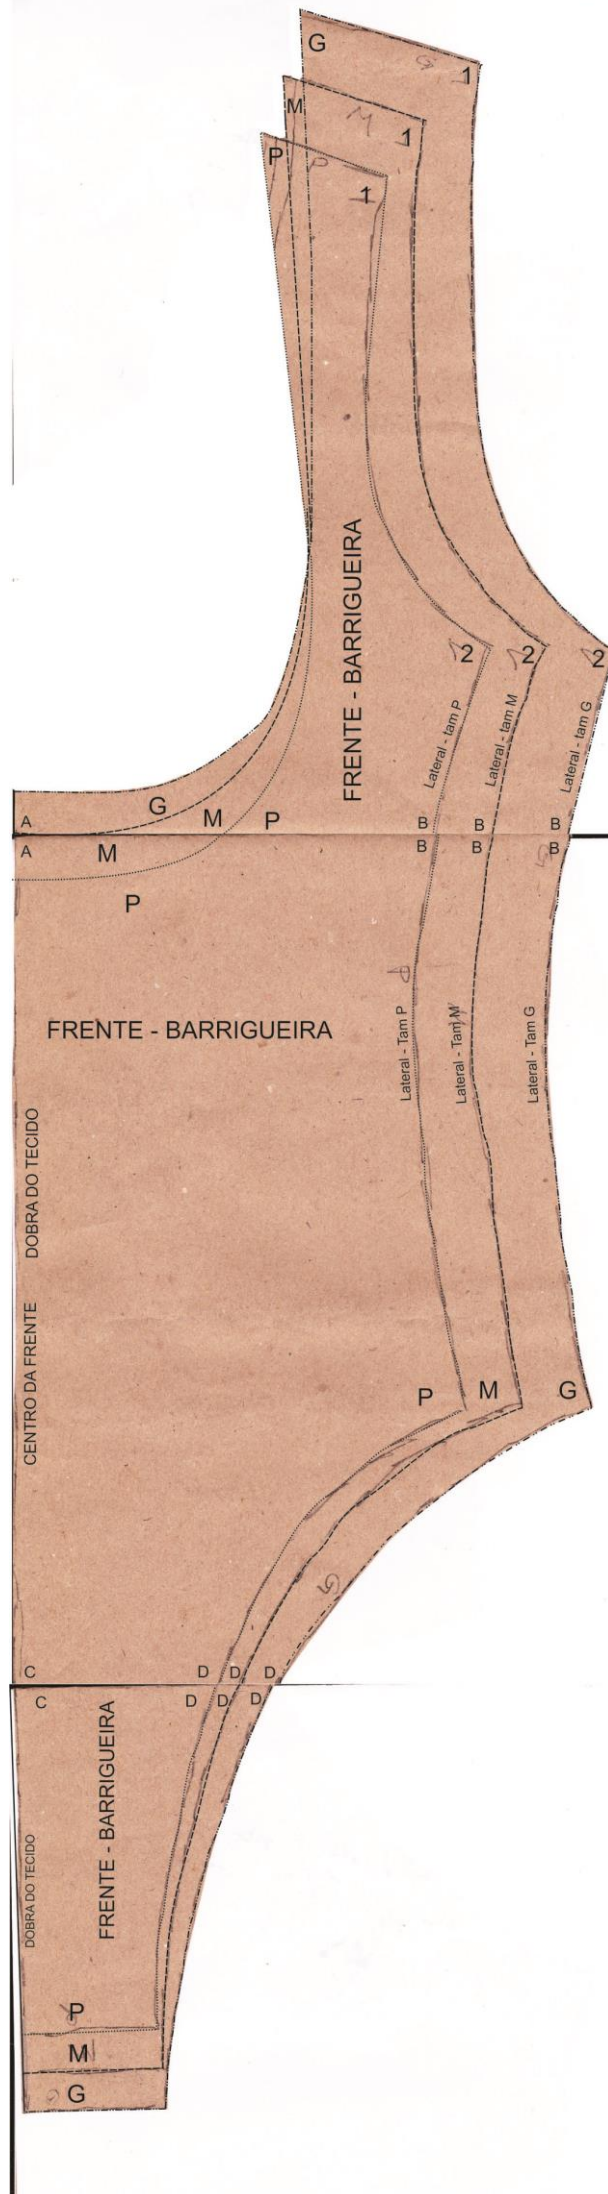 G
G
1
M
M
1
P
P
1
FRENTE - BARRIGUEIRA
2
2
2
Lateral - tam P
Lateral - tam M
Lateral - tam G
A
G
M
P
B
B
B
A
M
B
B
B
G
P
P
FRENTE - BARRIGUEIRA
Lateral - Tam P
Lateral - Tam M
Lateral - Tam G
DOBRA DO TECIDO
CENTRO DA FRENTE
P
M
G
G
C
D
D
D
C
D
D
D
FRENTE - BARRIGUEIRA
DOBRA DO TECIDO
P
M
G
G